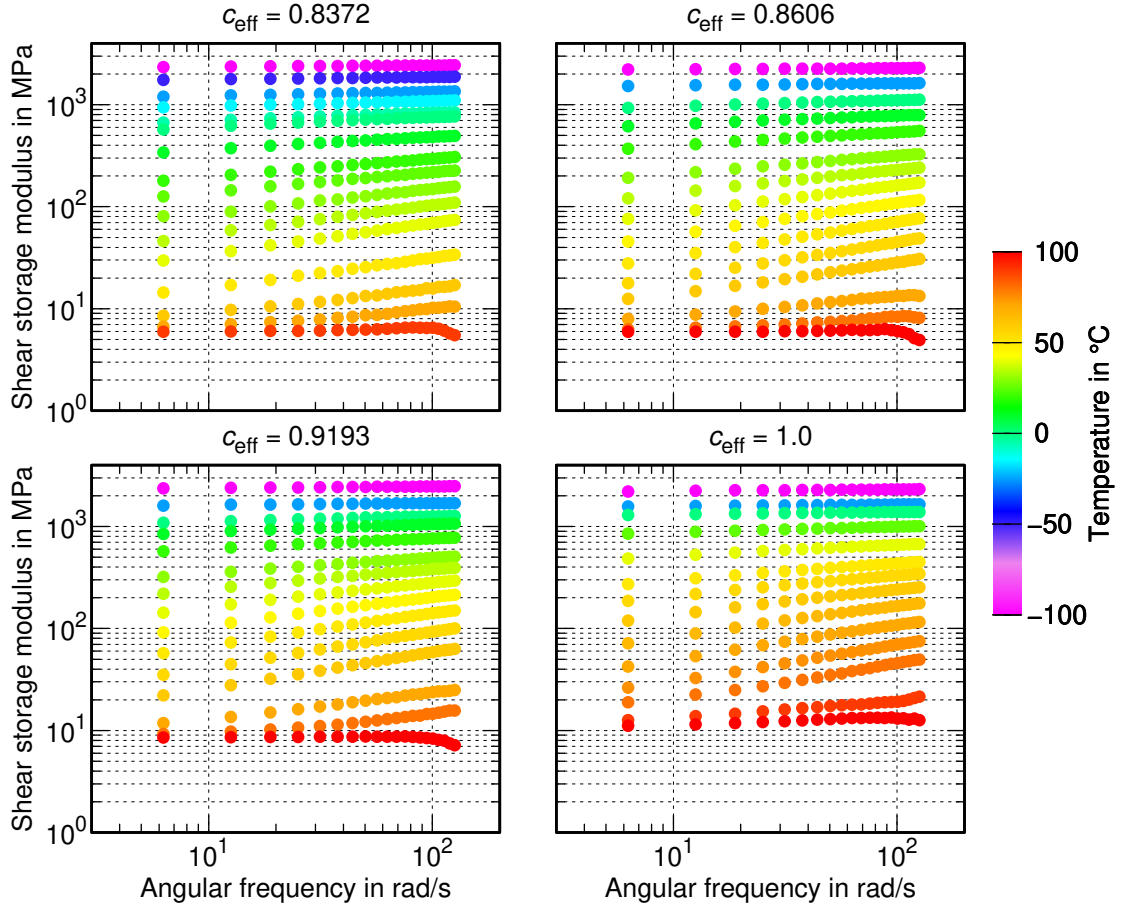 c_eff = 0.8372
c_eff = 0.8606
Shear storage modulus in MPa
10^3
10^2
10^1
10^0
c_eff = 0.9193
c_eff = 1.0
Shear storage modulus in MPa
10^3
10^2
10^1
10^0
10^1
10^2
10^1
10^2
Angular frequency in rad/s
Angular frequency in rad/s
100
50
0
−50
−100
Temperature in °C